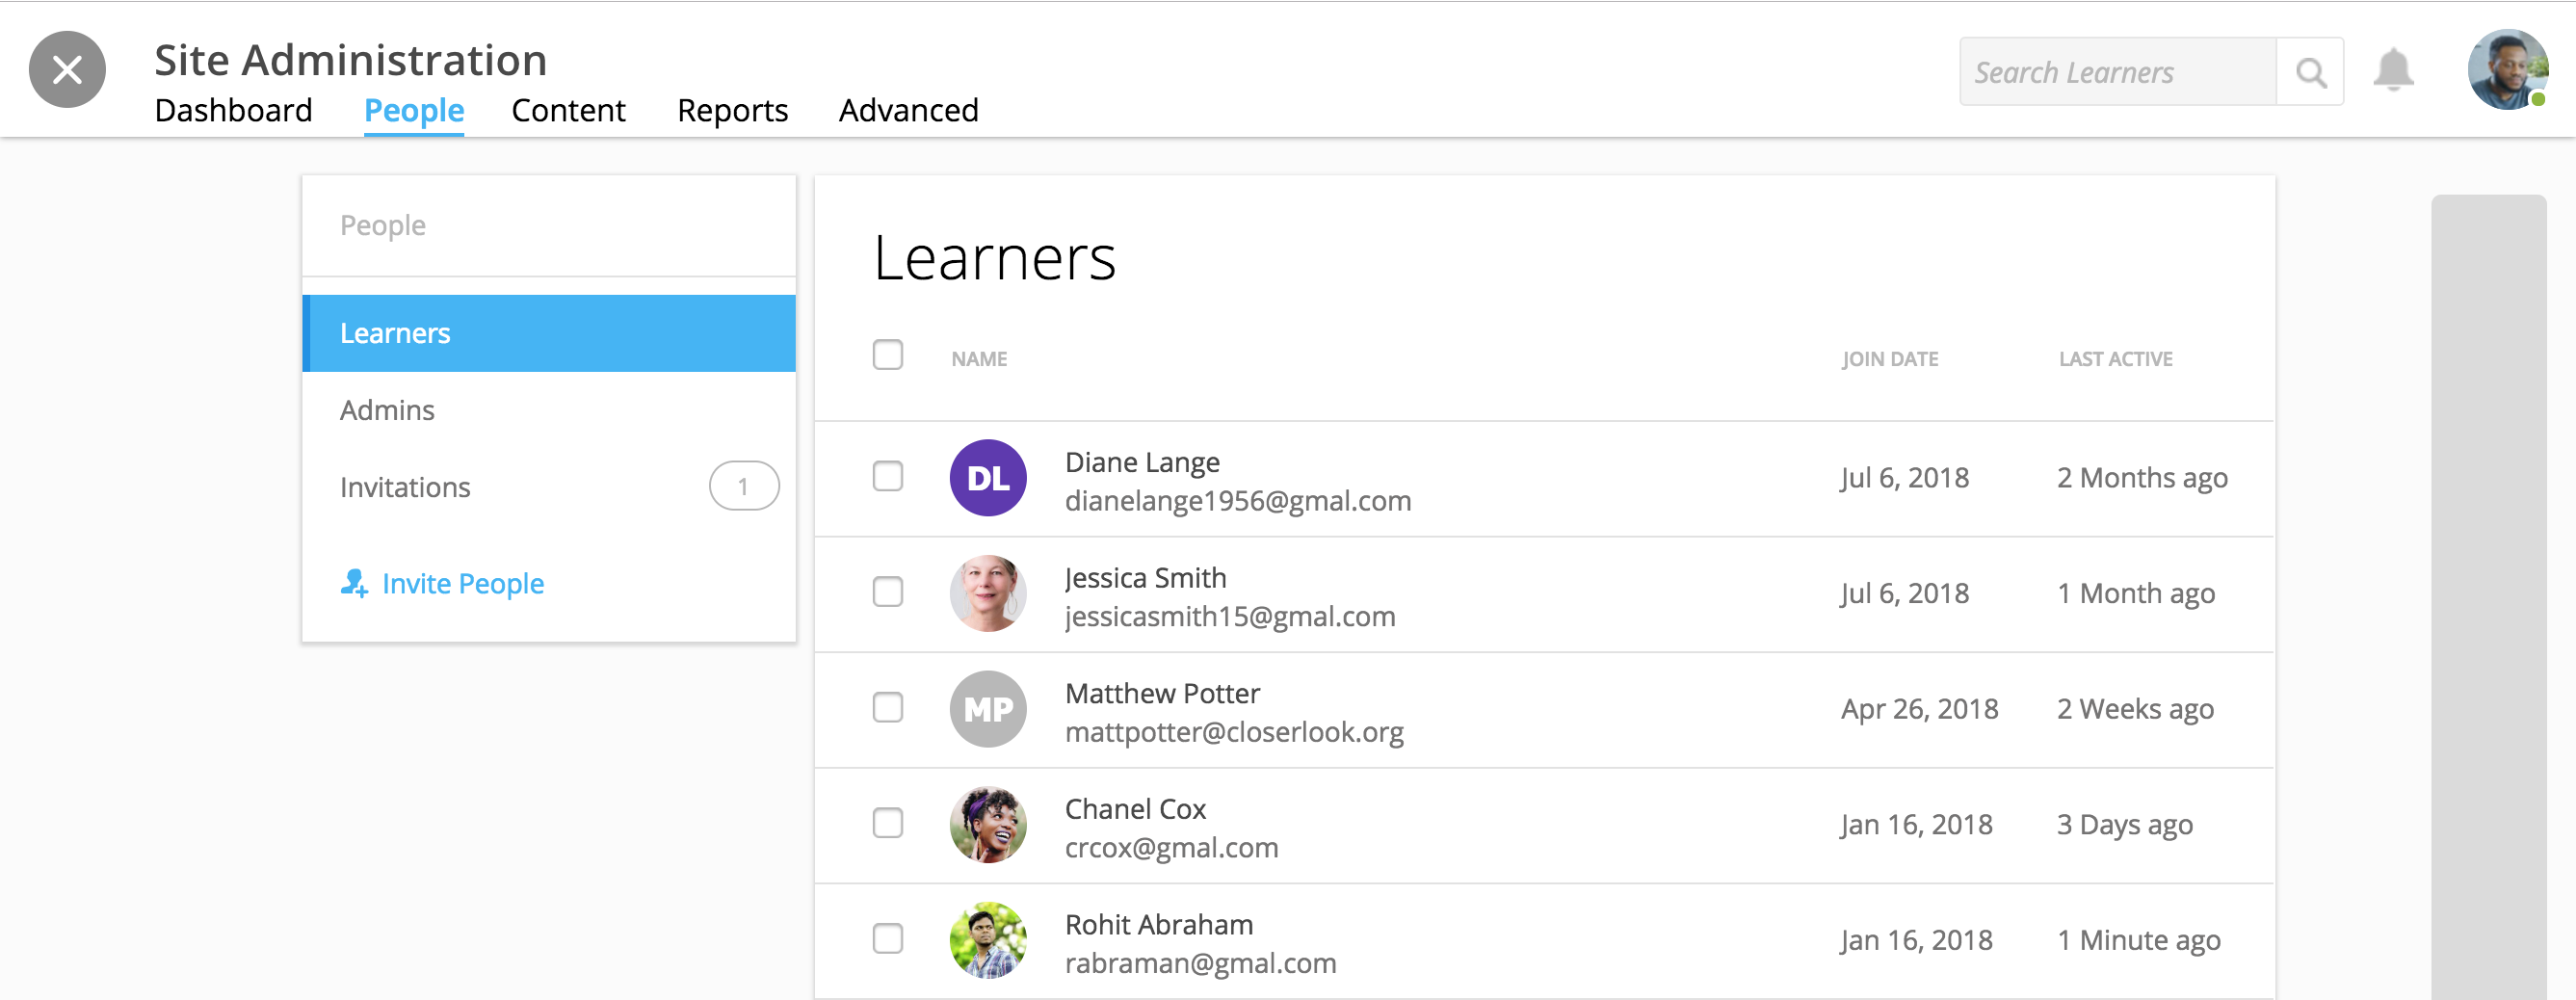 Site Administration
Dashboard People Content Reports Advanced
Search Learners
People
Learners
Admins
Invitations 1
Invite People
Learners
NAME JOIN DATE LAST ACTIVE
DL
Diane Lange
dianelange1956@gmal.com
Jul 6, 2018 2 Months ago
Jessica Smith
jessicasmith15@gmal.com
Jul 6, 2018 1 Month ago
MP
Matthew Potter
mattpotter@closerlook.org
Apr 26, 2018 2 Weeks ago
Chanel Cox
crcox@gmal.com
Jan 16, 2018 3 Days ago
Rohit Abraham
rabraman@gmal.com
Jan 16, 2018 1 Minute ago